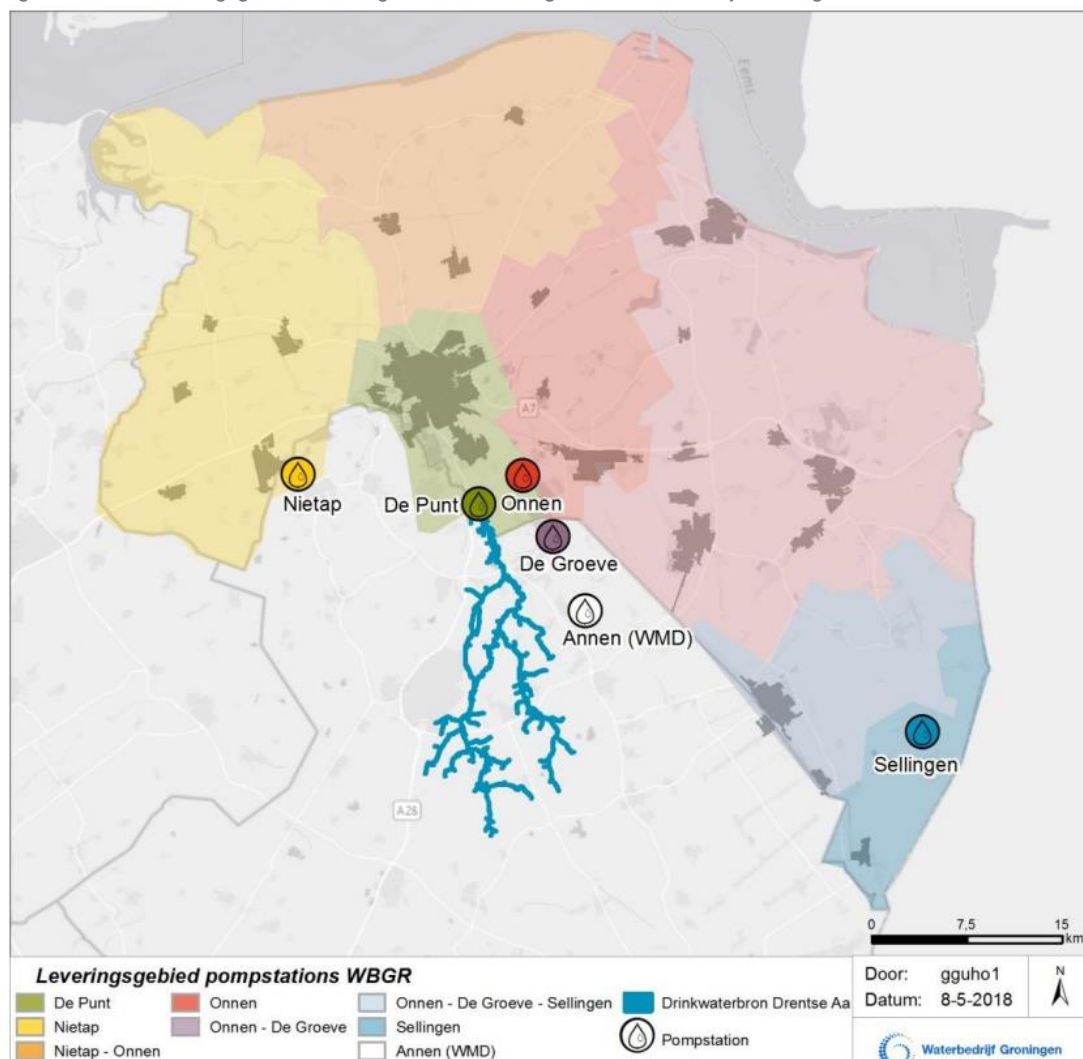 Eems
A7
Nietap
De Punt
Onnen
De Groeve
Annen (WMD)
Sellingen
A28
0 7,5 15
km
Leveringsgebied pompstations WBGR
De Punt
Nietap
Nietap - Onnen
Onnen
Onnen - De Groeve
Onnen - De Groeve - Sellingen
Sellingen
Annen (WMD)
Drinkwaterbron Drentse Aa
Pompstation
Door: gguho1
Datum: 8-5-2018
N
Waterbedrijf Groningen